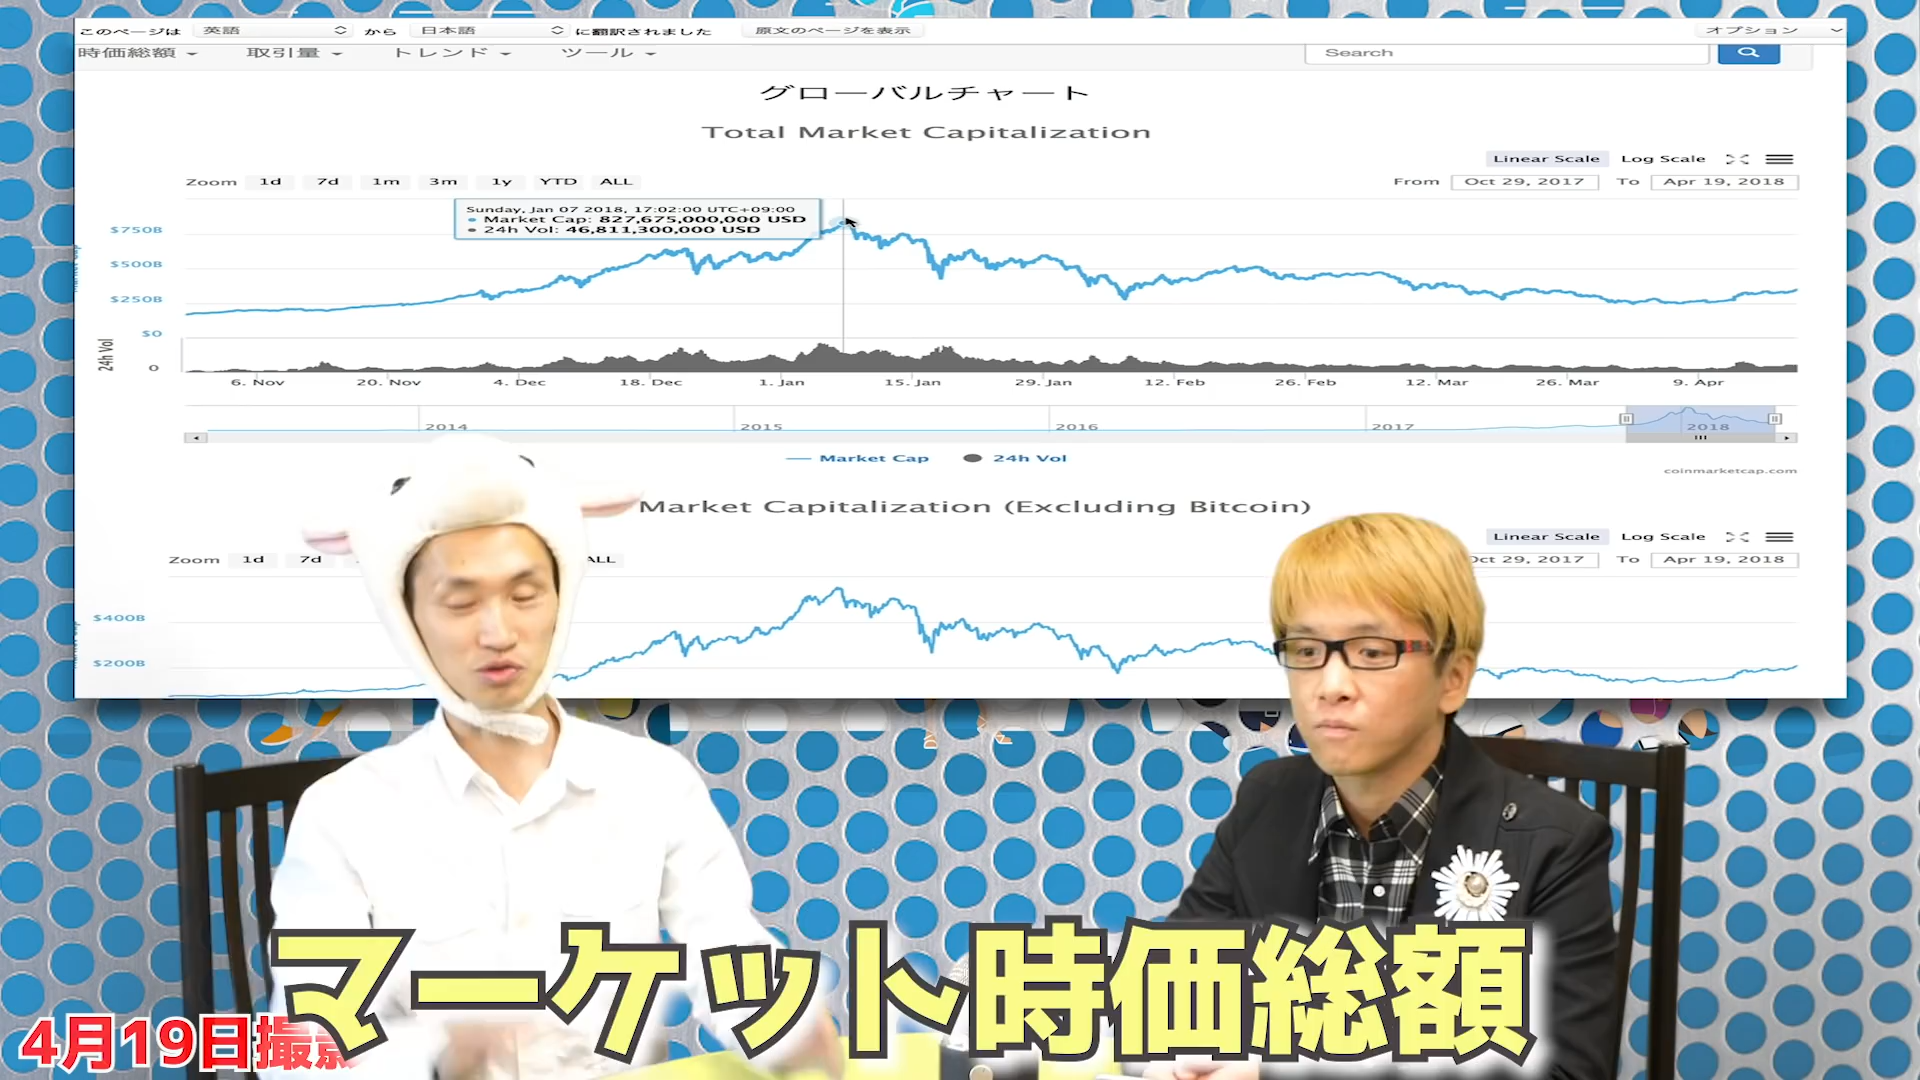 このページは 英語 から 日本語 に翻訳されました 原文のページを表示 オプション
時価総額 取引量 トレンド ツール Search
グローバルチャート
Total Market Capitalization
Linear Scale Log Scale
Zoom 1d 7d 1m 3m 1y YTD ALL From Oct 29, 2017 To Apr 19, 2018
Sunday, Jan 07 2018, 17:02:00 UTC+09:00
Market Cap: 827,675,000,000 USD
24h Vol: 46,811,300,000 USD
$750B
$500B
$250B
$0
24h Vol
0
6. Nov 20. Nov 4. Dec 18. Dec 1. Jan 15. Jan 29. Jan 12. Feb 26. Feb 12. Mar 26. Mar 9. Apr
2014 2015 2016 2017 2018
Market Cap 24h Vol
coinmarketcap.com
Market Capitalization (Excluding Bitcoin)
Linear Scale Log Scale
Zoom 1d 7d ALL Oct 29, 2017 To Apr 19, 2018
$400B
$200B
マーケット時価総額
4月19日撮影